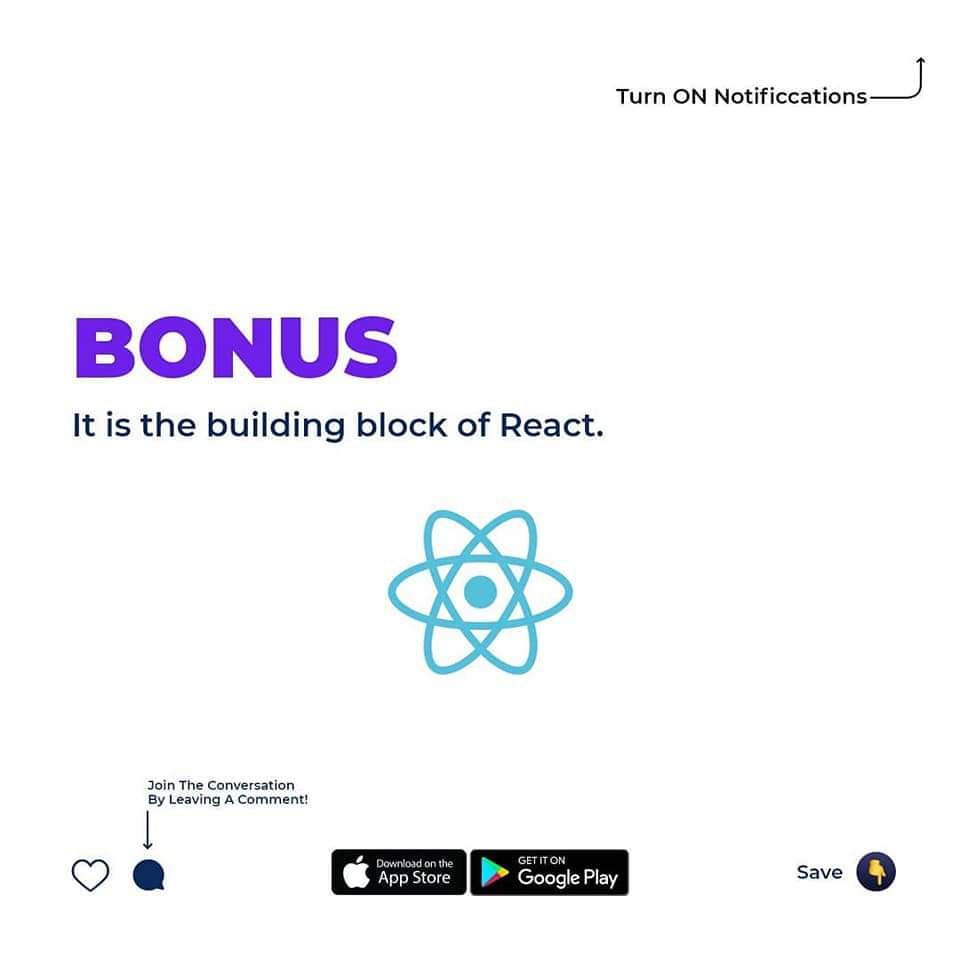 Turn ON Notificcations
BONUS
It is the building block of React.
Join The Conversation
By Leaving A Comment!
Download on the
App Store
GET IT ON
Google Play
Save